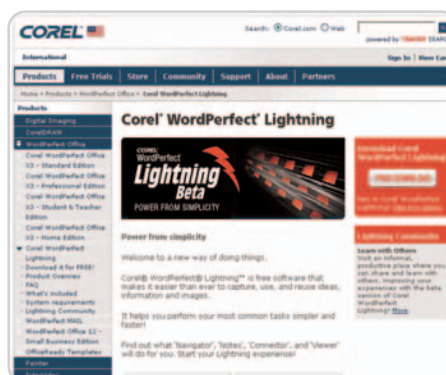 COREL
Search: Corel.com Web
powered by
International
Sign In | View Car
Products Free Trials Store Community Support About Partners
Home > Products > WordPerfect Office > Corel WordPerfect Lightning
Products
Digital Imaging
CorelDRAW
WordPerfect Office
Corel WordPerfect Office
X3 - Standard Edition
Corel WordPerfect Office
X3 - Professional Edition
Corel WordPerfect Office
X3 - Student & Teacher
Edition
Corel WordPerfect Office
X3 - Home Edition
Corel WordPerfect
Lightning
- Download it for FREE!
- Product Overview
- FAQ
- What's included
- System requirements
- Lightning Community
WordPerfect MAIL
WordPerfect Office 12 -
Small Business Edition
OfficeReady Templates
Painter
Corel® WordPerfect® Lightning
COREL
WordPerfect
Lightning
Beta
POWER FROM SIMPLICITY
Power from simplicity
Welcome to a new way of doing things.
Corel® WordPerfect® Lightning™ is free software that
makes it easier than ever to capture, use, and reuse ideas,
information and images.
It helps you perform your most common tasks simpler and
faster!
Find out what 'Navigator', 'Notes', 'Connector', and 'Viewer'
will do for you. Start your Lightning experience!
Download Corel
WordPerfect Lightning
Lightning Community
Learn with Others
Visit an informal,
productive place where you
can share and learn with
others, improving your
experiences with the beta
version of Corel
WordPerfect
Lightning! More.